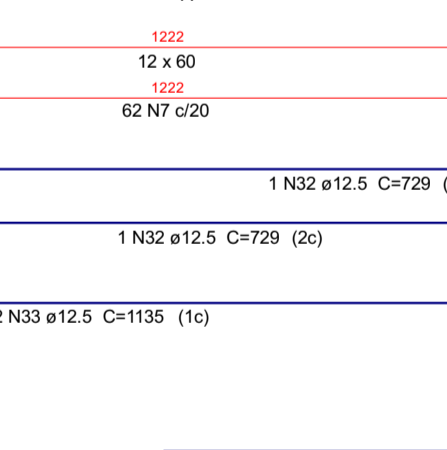 1222
12 x 60
1222
62 N7 c/20
1 N32 ø12.5 C=729 (
1 N32 ø12.5 C=729 (2c)
N33 ø12.5 C=1135 (1c)